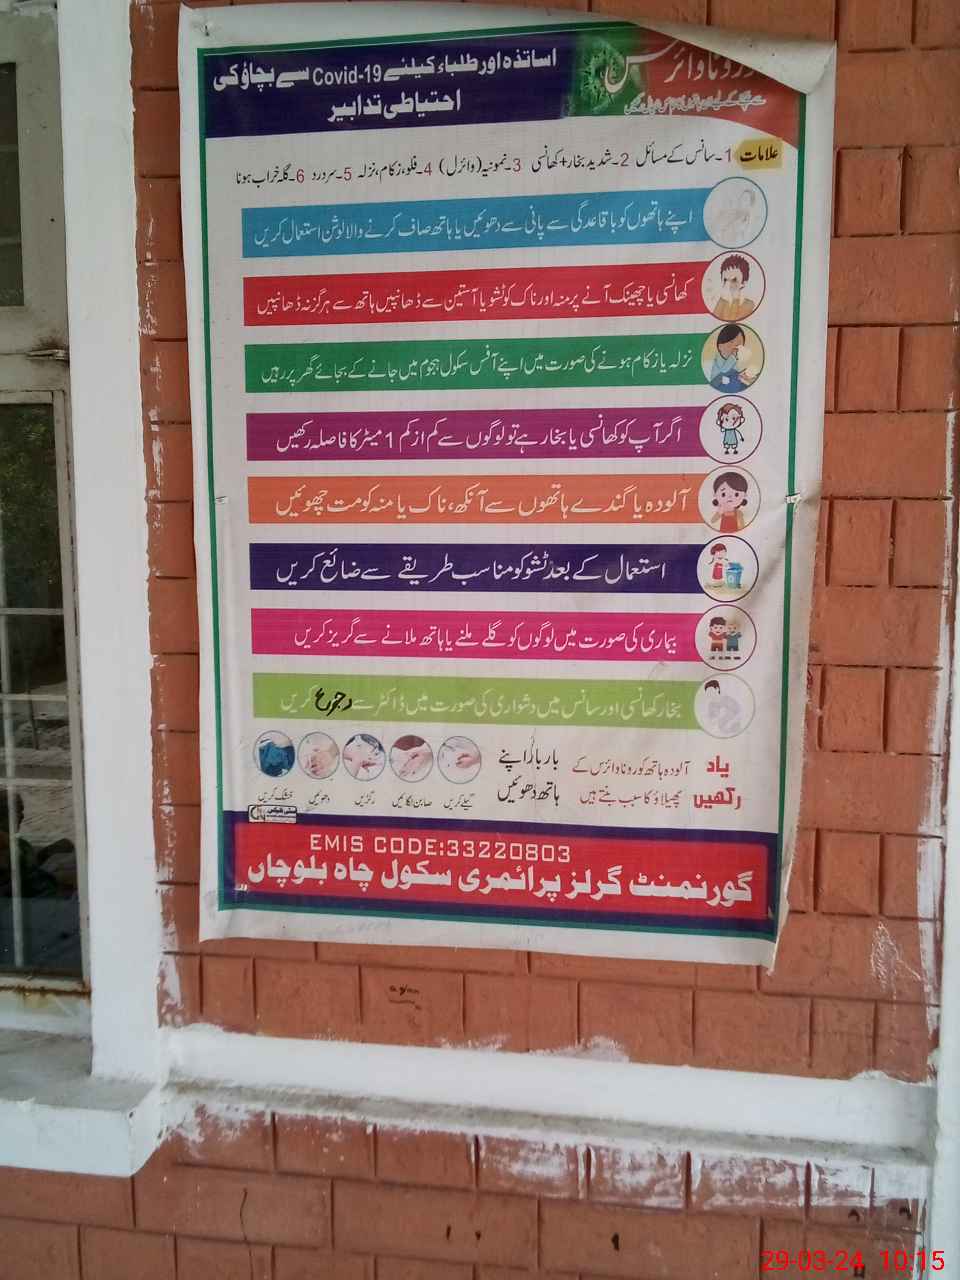 اساتذہ اور طلباء کیلئے Covid-19 سے بچاؤ کی
احتیاطی تدابیر
علامات 1۔سانس کے مسائل 2۔شدید بخار+کھانسی 3۔نمونیہ(وائرل) 4۔فلو،زکام،نزلہ 5۔سردرد 6۔گلہ خراب ہونا
اپنے ہاتھوں کو باقاعدگی سے پانی سے دھوئیں یا ہاتھ صاف کرنے والا لوشن استعمال کریں
کھانسی یا چھینک آنے پر منہ اور ناک کو ٹشو یا آستین سے ڈھانپیں ہاتھ سے ہرگز نہ ڈھانپیں
نزلہ یا زکام ہونے کی صورت میں اپنے آفس سکول ہجوم میں جانے کے بجائے گھر پر رہیں
اگر آپ کو کھانسی یا بخار ہے تو لوگوں سے کم از کم 1 میٹر کا فاصلہ رکھیں
آلودہ یا گندے ہاتھوں سے آنکھ، ناک یا منہ کو مت چھوئیں
استعمال کے بعد ٹشو کو مناسب طریقے سے ضائع کریں
بیماری کی صورت میں لوگوں کو گلے ملنے یا ہاتھ ملانے سے گریز کریں
بخار کھانسی اور سانس میں دشواری کی صورت میں ڈاکٹر سے رجوع کریں
یاد رکھیں
آلودہ ہاتھ کورونا وائرس کے
پھیلاؤ کا سبب بنتے ہیں
بار بار اپنے
ہاتھ دھوئیں
گیلے کریں صابن لگائیں رگڑیں دھوئیں خشک کریں
EMIS CODE:33220803
گورنمنٹ گرلز پرائمری سکول چاہ بلوچاں
29-03-24 10:15